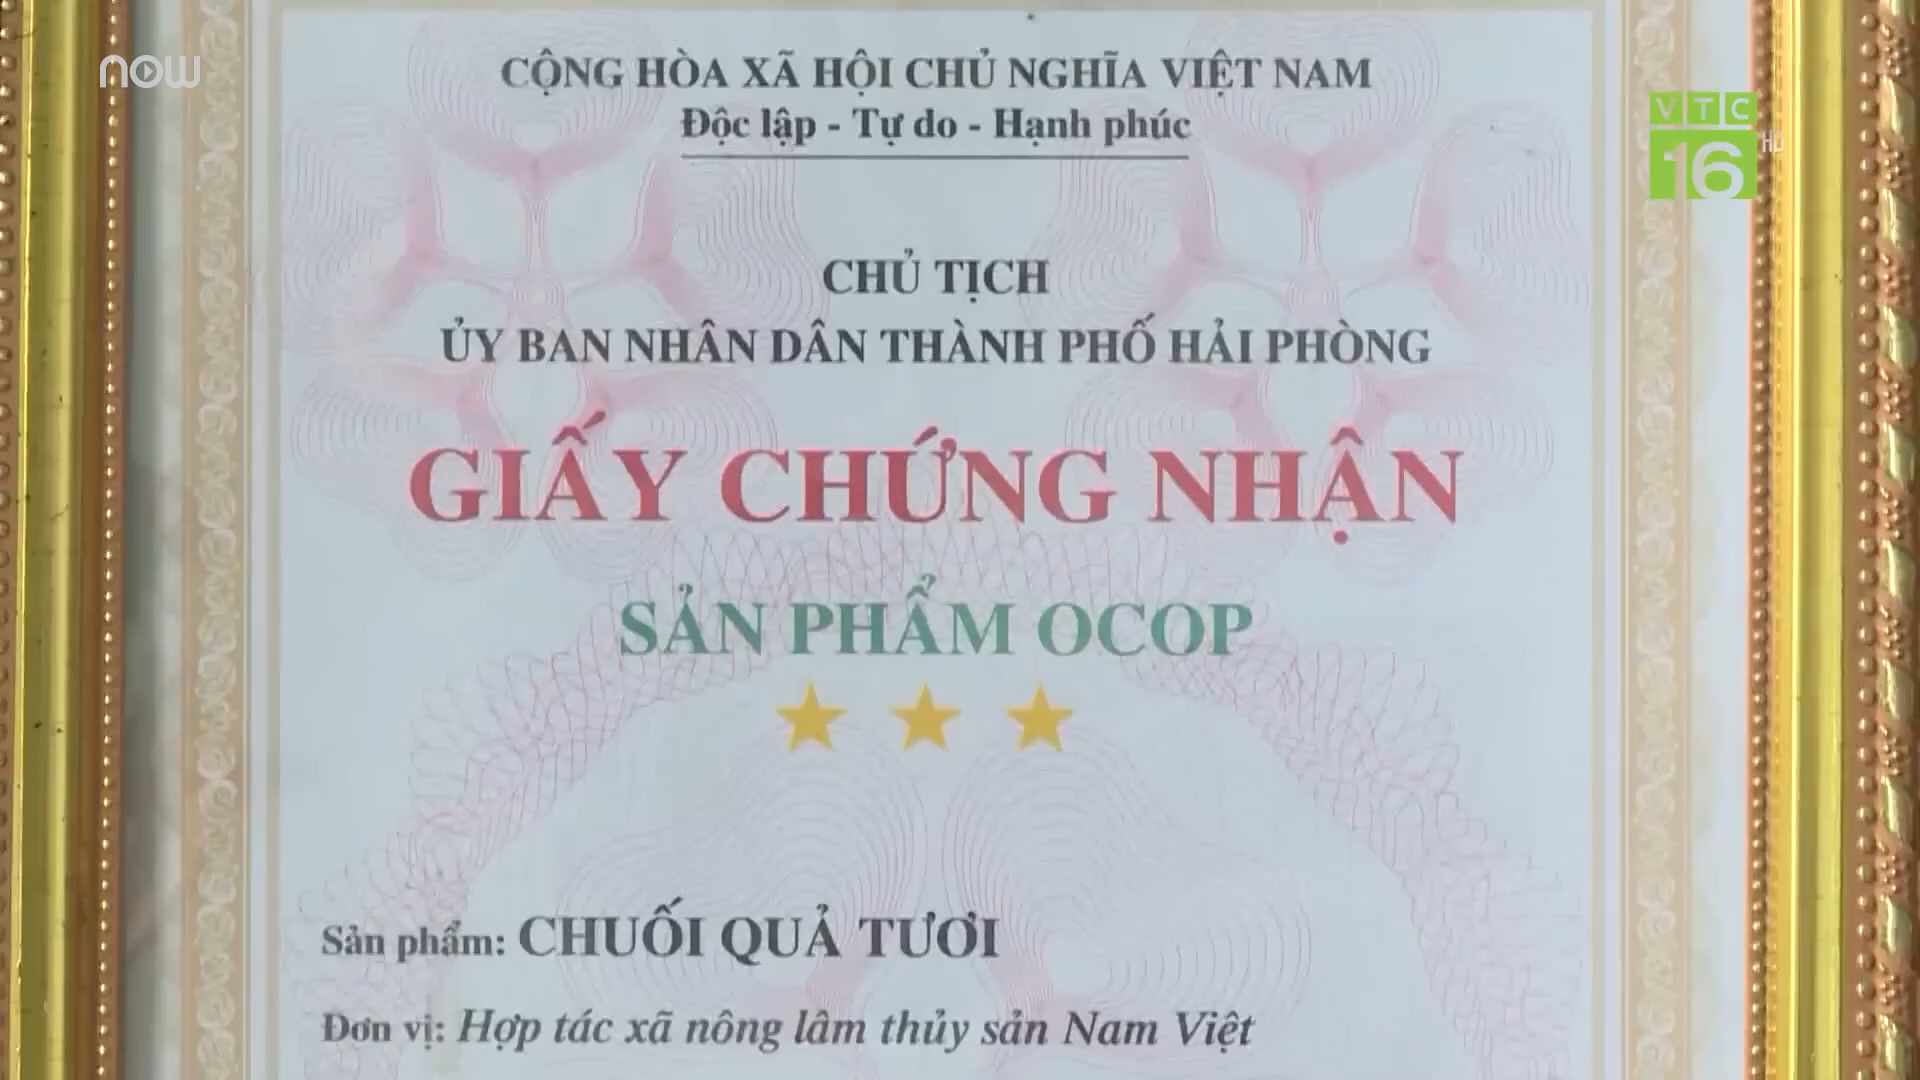 now
VTC
16 HD
CỘNG HÒA XÃ HỘI CHỦ NGHĨA VIỆT NAM
Độc lập - Tự do - Hạnh phúc
CHỦ TỊCH
ỦY BAN NHÂN DÂN THÀNH PHỐ HẢI PHÒNG
GIẤY CHỨNG NHẬN
SẢN PHẨM OCOP
Sản phẩm: CHUỐI QUẢ TƯƠI
Đơn vị: Hợp tác xã nông lâm thủy sản Nam Việt